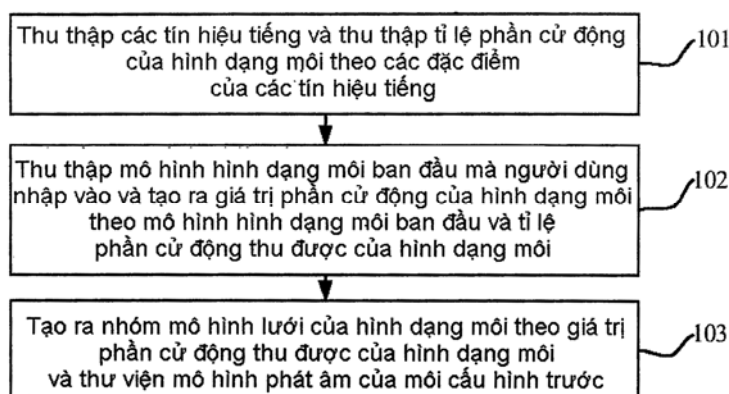 Thu thập các tín hiệu tiếng và thu thập tỉ lệ phần cử động
của hình dạng môi theo các đặc điểm
của các tín hiệu tiếng
101
Thu thập mô hình hình dạng môi ban đầu mà người dùng
nhập vào và tạo ra giá trị phần cử động của hình dạng môi
theo mô hình hình dạng môi ban đầu và tỉ lệ
phần cử động thu được của hình dạng môi
102
Tạo ra nhóm mô hình lưới của hình dạng môi theo giá trị
phần cử động thu được của hình dạng môi
và thư viện mô hình phát âm của môi cấu hình trước
103